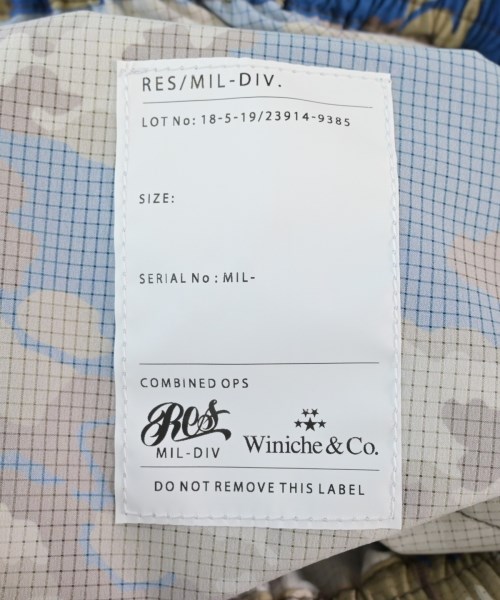 RES/MIL-DIV.
LOT No: 18-5-19/23914-9385
SIZE:
SERIAL No : MIL-
COMBINED OPS
Res
MIL-DIV
Winiche & Co.
DO NOT REMOVE THIS LABEL